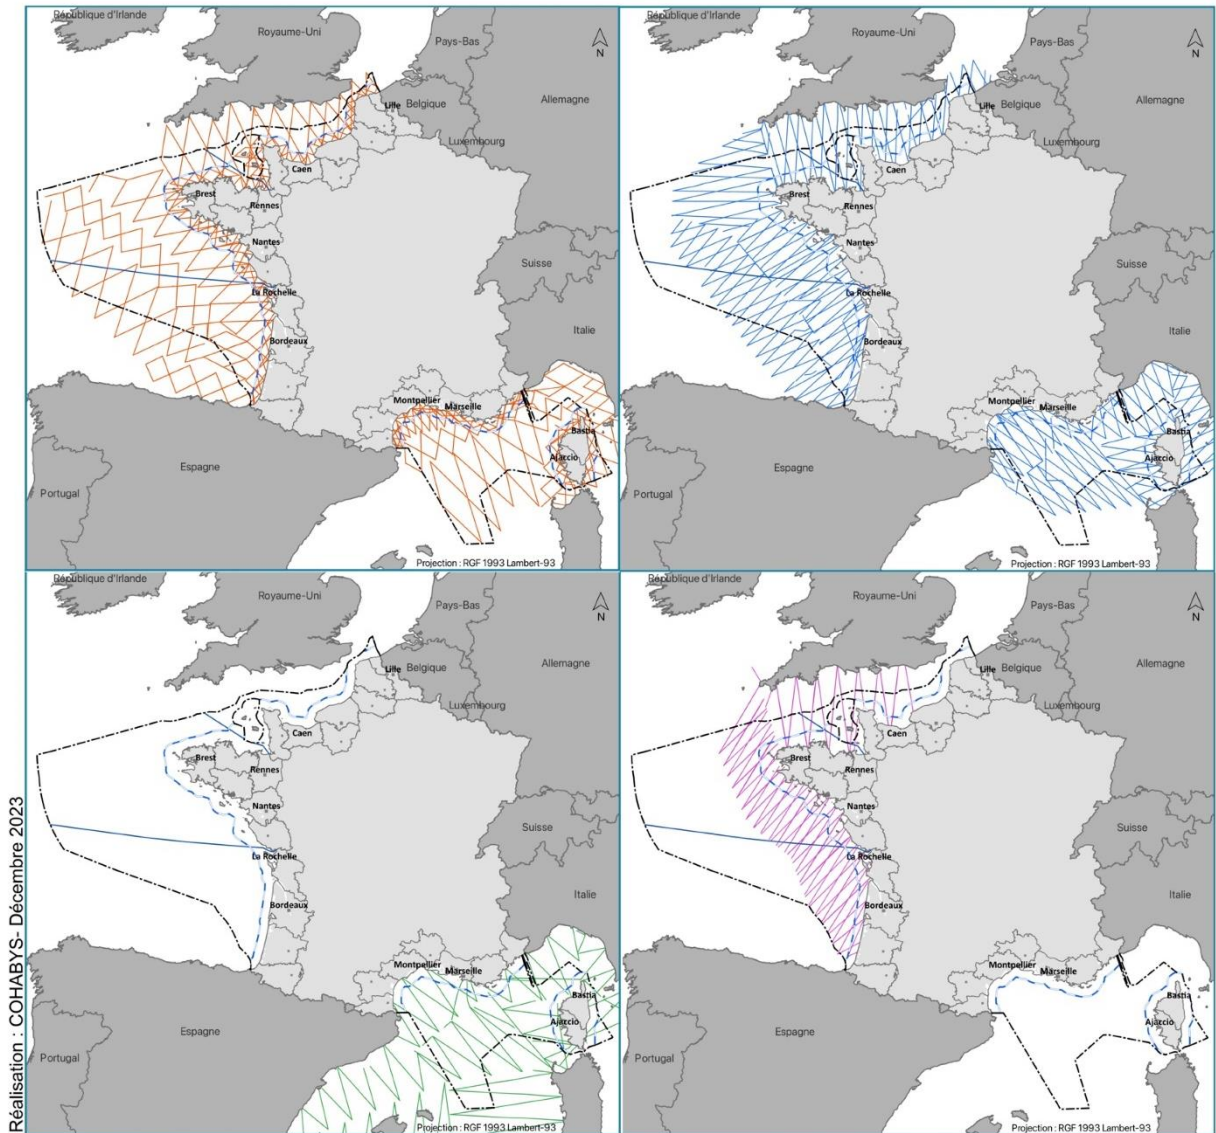 République d'Irlande
Royaume-Uni
Pays-Bas
N
Allemagne
Lille
Belgique
Luxembourg
Caen
Brest
Rennes
Nantes
Suisse
La Rochelle
Italie
Bordeaux
Montpellier
Marseille
Bastia
Ajaccio
Espagne
Portugal
Projection : RGF 1993 Lambert-93
République d'Irlande
Royaume-Uni
Pays-Bas
N
Allemagne
Lille
Belgique
Luxembourg
Caen
Brest
Rennes
Nantes
Suisse
La Rochelle
Italie
Bordeaux
Montpellier
Marseille
Bastia
Ajaccio
Espagne
Portugal
Projection : RGF 1993 Lambert-93
République d'Irlande
Royaume-Uni
Pays-Bas
N
Allemagne
Lille
Belgique
Luxembourg
Caen
Brest
Rennes
Nantes
Suisse
La Rochelle
Italie
Bordeaux
Montpellier
Marseille
Bastia
Ajaccio
Espagne
Portugal
Projection : RGF 1993 Lambert-93
République d'Irlande
Royaume-Uni
Pays-Bas
N
Allemagne
Lille
Belgique
Luxembourg
Caen
Brest
Rennes
Nantes
Suisse
La Rochelle
Italie
Bordeaux
Montpellier
Marseille
Bastia
Ajaccio
Espagne
Portugal
Projection : RGF 1993 Lambert-93
Réalisation : COHABYS- Décembre 2023